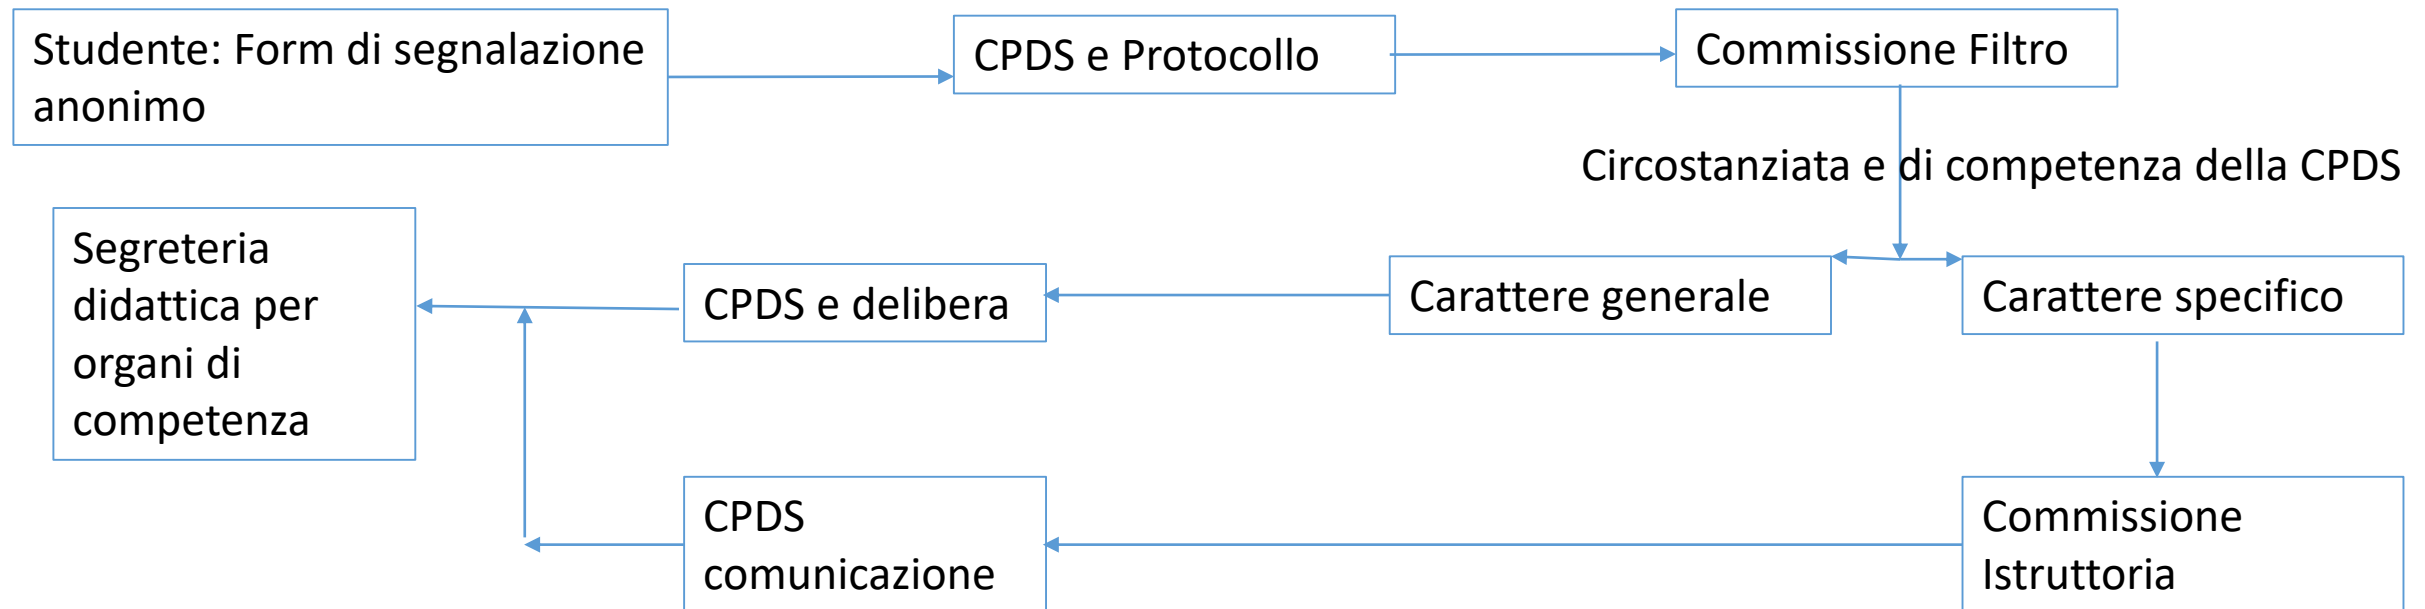 Studente: Form di segnalazione
anonimo
CPDS e Protocollo
Commissione Filtro
Circostanziata e di competenza della CPDS
Segreteria
didattica per
organi di
competenza
CPDS e delibera
Carattere generale
Carattere specifico
CPDS
comunicazione
Commissione
Istruttoria